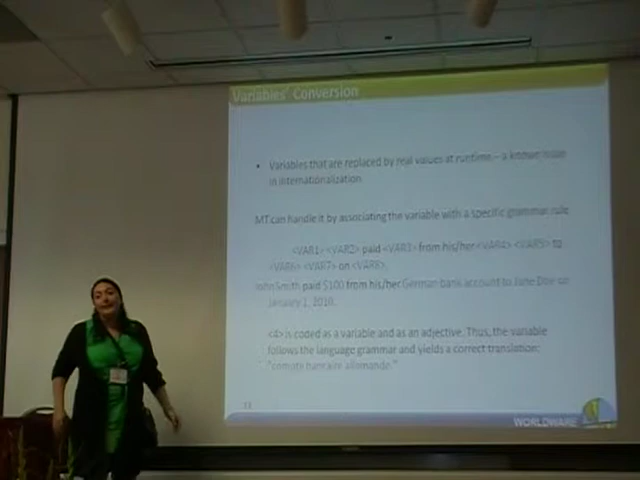 Variables' Conversion
• Variables that are replaced by real values at runtime – a known issue
in internationalization
MT can handle it by associating the variable with a specific grammar rule
<VAR1> <VAR2> paid <VAR3> from his/her <VAR4> <VAR5> to
<VAR6> <VAR7> on <VAR8>.
John Smith paid $100 from his/her German bank account to Jane Doe on
January 1, 2010.
<4> is coded as a variable and as an adjective. Thus, the variable
follows the language grammar and yields a correct translation:
bancaire allemande."
WORLDWARE